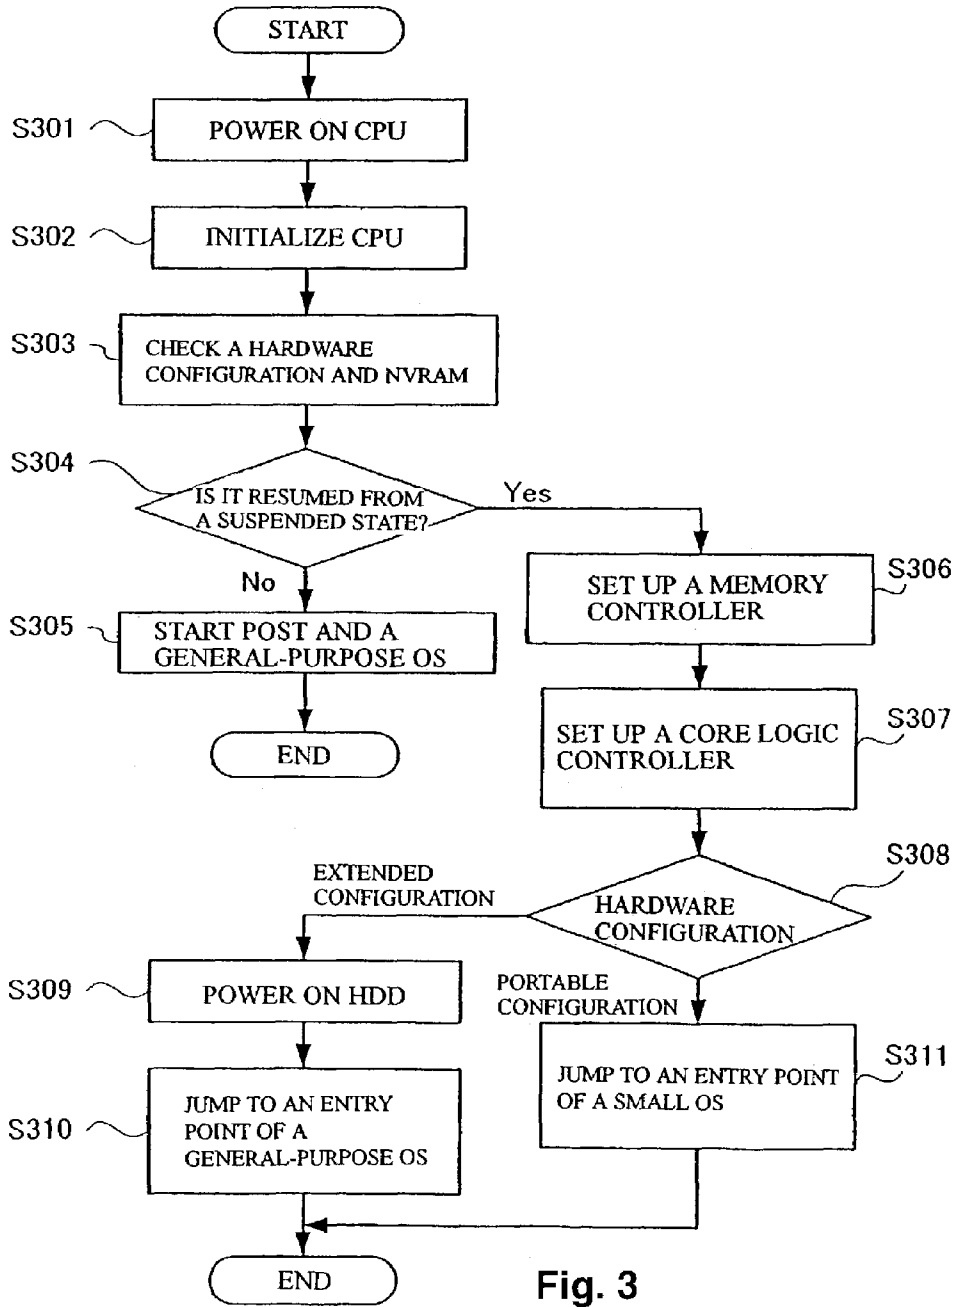 START
S301
POWER ON CPU
S302
INITIALIZE CPU
S303
CHECK A HARDWARE
CONFIGURATION AND NVRAM
S304
IS IT RESUMED FROM
A SUSPENDED STATE?
Yes
No
S305
START POST AND A
GENERAL-PURPOSE OS
END
S306
SET UP A MEMORY
CONTROLLER
S307
SET UP A CORE LOGIC
CONTROLLER
S308
HARDWARE
CONFIGURATION
EXTENDED
CONFIGURATION
S309
POWER ON HDD
S310
JUMP TO AN ENTRY
POINT OF A
GENERAL-PURPOSE OS
PORTABLE
CONFIGURATION
S311
JUMP TO AN ENTRY POINT
OF A SMALL OS
END
Fig. 3